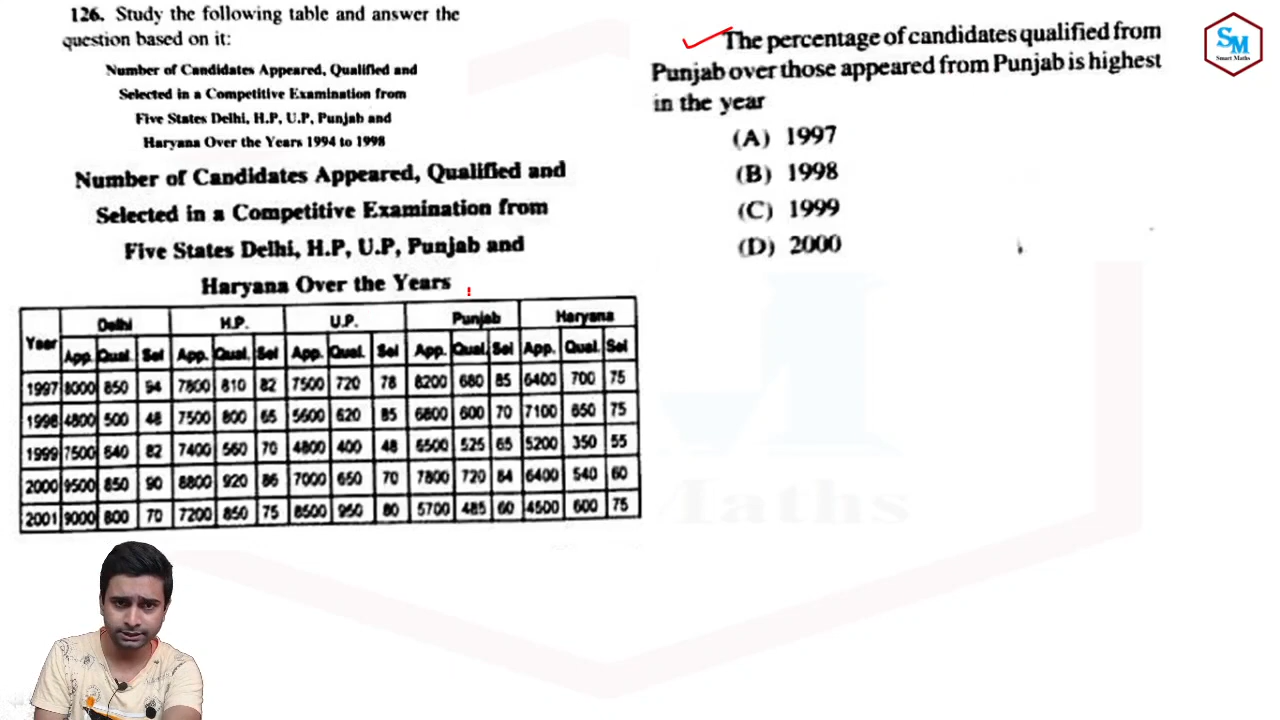 126. Study the following table and answer the
question based on it:
Number of Candidates Appeared, Qualified and
Selected in a Competitive Examination from
Five States Delhi, H.P, U.P, Punjab and
Haryana Over the Years 1994 to 1998
Number of Candidates Appeared, Qualified and
Selected in a Competitive Examination from
Five States Delhi, H.P, U.P, Punjab and
Haryana Over the Years
Year Delhi H.P. U.P. Punjab Haryana
App. Qual. Sel App. Qual. Sel App. Qual. Sel App. Qual. Sel App. Qual. Sel
1997 8000 850 94 7800 810 82 7500 720 78 8200 680 85 6400 700 75
1998 4800 500 48 7500 800 65 5600 620 85 6800 600 70 7100 650 75
1999 7500 640 82 7400 560 70 4800 400 48 6500 525 65 5200 350 55
2000 9500 850 90 8800 920 86 7000 650 70 7800 720 84 6400 540 60
2001 9000 800 70 7200 850 75 8500 950 80 5700 485 60 4500 600 75
The percentage of candidates qualified from
Punjab over those appeared from Punjab is highest
in the year
(A) 1997
(B) 1998
(C) 1999
(D) 2000
SM
Smart Maths
Maths